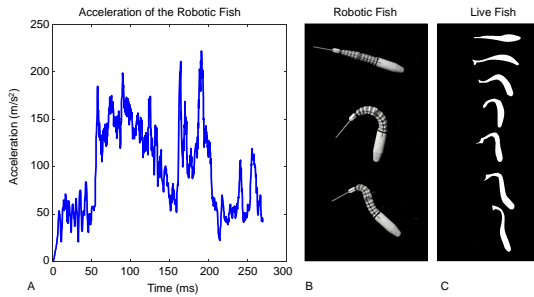 Acceleration of the Robotic Fish
Robotic Fish
Live Fish
250
200
150
100
50
0
Acceleration (m/s2)
0 50 100 150 200 250 300
Time (ms)
A
B
C